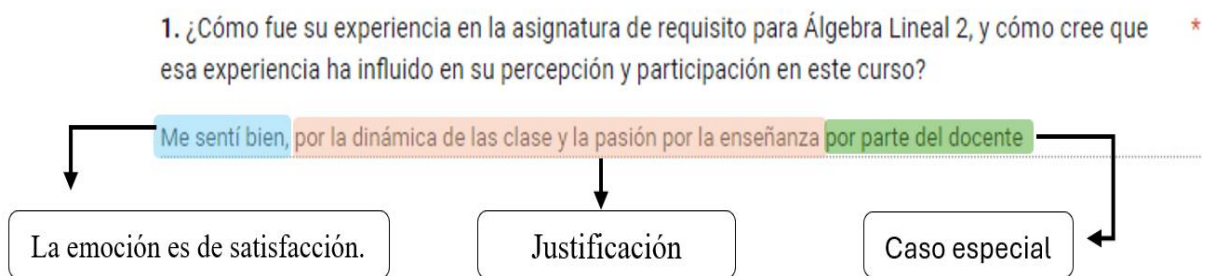 1. ¿Cómo fue su experiencia en la asignatura de requisito para Álgebra Lineal 2, y cómo cree que *
esa experiencia ha influido en su percepción y participación en este curso?
Me sentí bien, por la dinámica de las clase y la pasión por la enseñanza por parte del docente
La emoción es de satisfacción.
Justificación
Caso especial